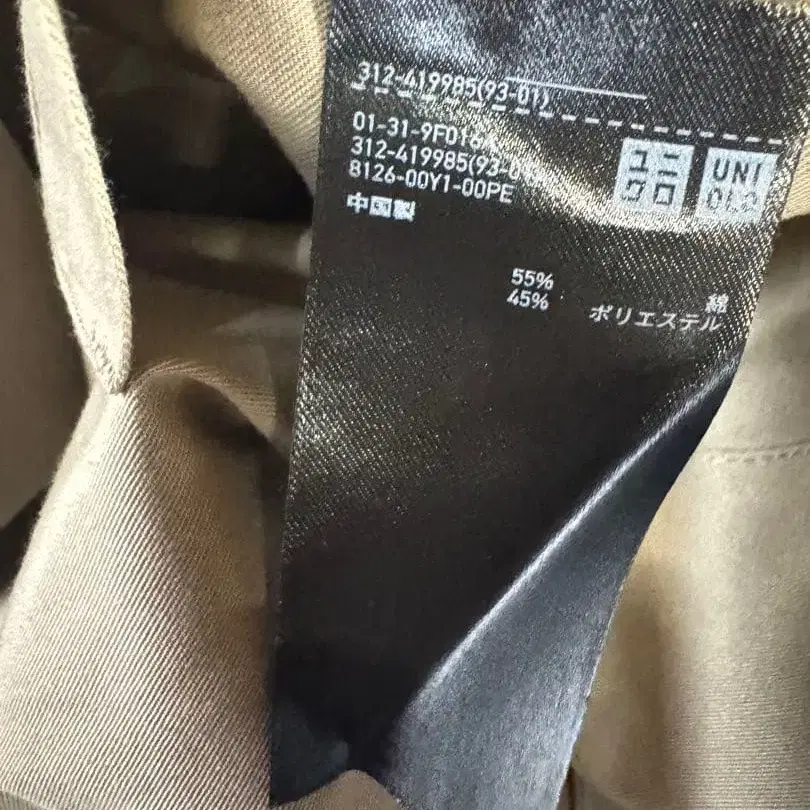 312-419985(93-01)
01-31-9F016
312-419985(93-
8126-00Y1-00PE
中国製
ユニクロ
UNIQLO
55% 綿
45% ポリエステル